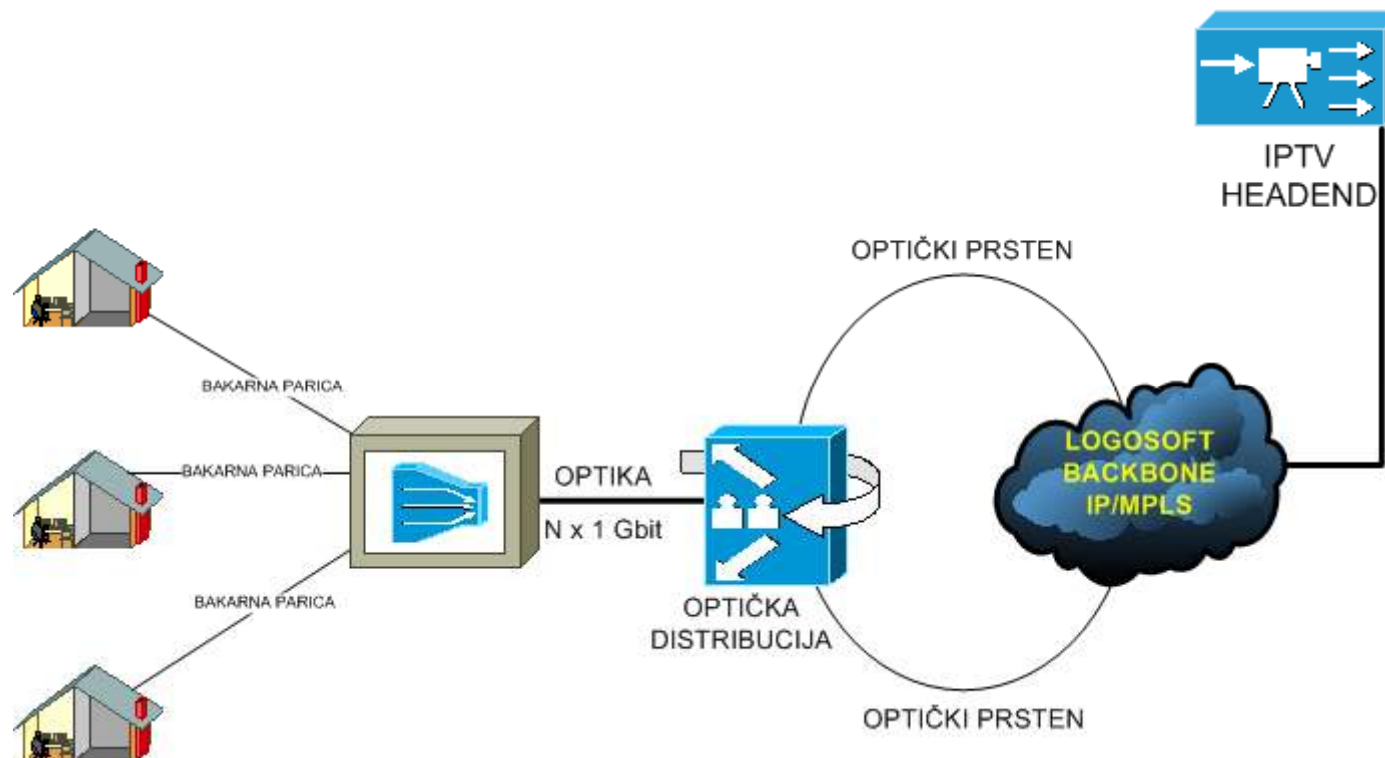 IPTV
HEADEND
OPTIČKI PRSTEN
BAKARNA PARICA
LOGOSOFT
BACKBONE
IP/MPLS
BAKARNA PARICA
OPTIKA
N x 1 Gbit
BAKARNA PARICA
OPTIČKA
DISTRIBUCIJA
OPTIČKI PRSTEN